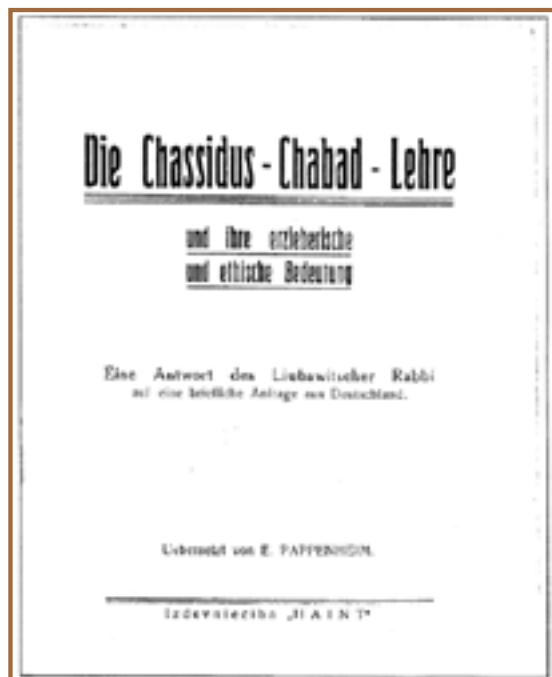 Die Chassidus - Chabad - Lehre
und ihre erzieherische
und ethische Bedeutung
Eine Antwort des Liubawitscher Rabbi
auf eine briefliche Anfrage aus Deutschland.
Uebersetzt von E. PAPPENHEIM.
Izdevnieciba „HAINT"